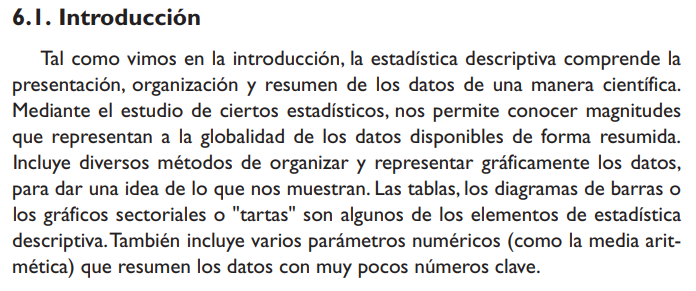 6.1. Introducción
Tal como vimos en la introducción, la estadística descriptiva comprende la
presentación, organización y resumen de los datos de una manera científica.
Mediante el estudio de ciertos estadísticos, nos permite conocer magnitudes
que representan a la globalidad de los datos disponibles de forma resumida.
Incluye diversos métodos de organizar y representar gráficamente los datos,
para dar una idea de lo que nos muestran. Las tablas, los diagramas de barras o
los gráficos sectoriales o "tartas" son algunos de los elementos de estadística
descriptiva. También incluye varios parámetros numéricos (como la media arit-
mética) que resumen los datos con muy pocos números clave.